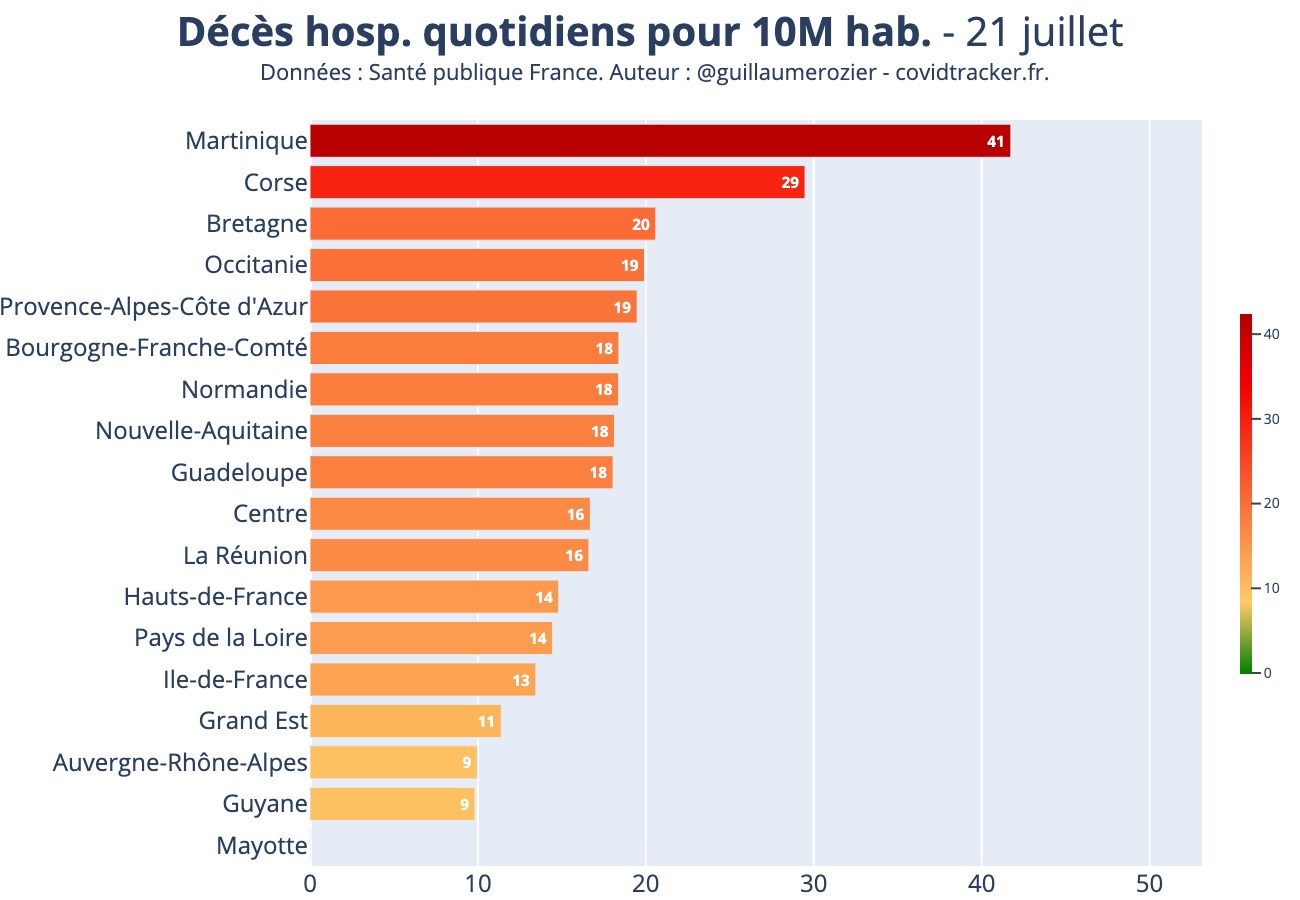 Décès hosp. quotidiens pour 10M hab. - 21 juillet
Données : Santé publique France. Auteur : @guillaumerozier - covidtracker.fr.
Martinique 41
Corse 29
Bretagne 20
Occitanie 19
Provence-Alpes-Côte d'Azur 19
Bourgogne-Franche-Comté 18
Normandie 18
Nouvelle-Aquitaine 18
Guadeloupe 18
Centre 16
La Réunion 16
Hauts-de-France 14
Pays de la Loire 14
Ile-de-France 13
Grand Est 11
Auvergne-Rhône-Alpes 9
Guyane 9
Mayotte
0 10 20 30 40 50
40
30
20
10
0